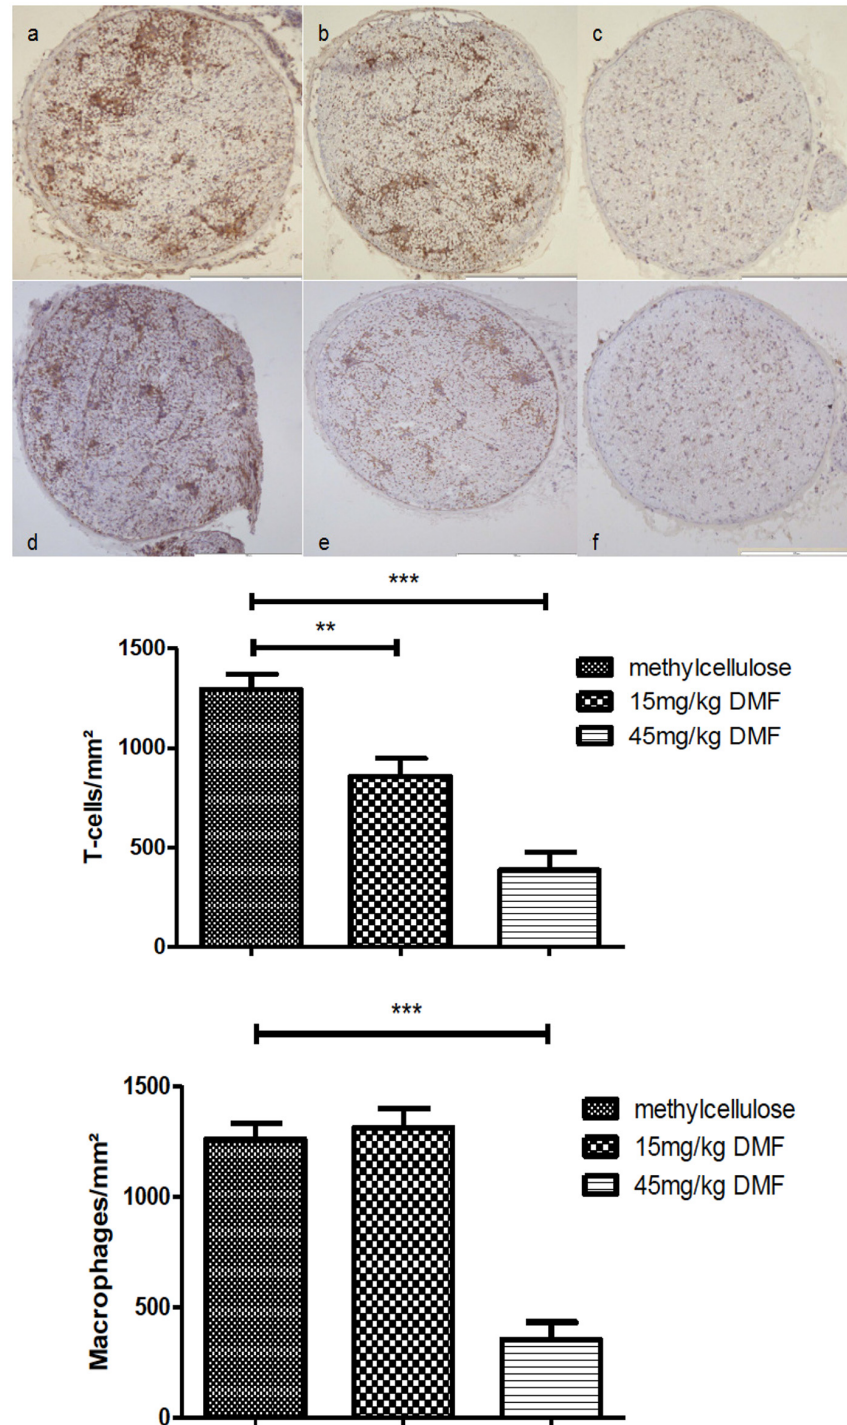 a b c
d e f
***
**
1500
1000
500
0
T-cells/mm²
methylcellulose
15mg/kg DMF
45mg/kg DMF
***
1500
1000
500
0
Macrophages/mm²
methylcellulose
15mg/kg DMF
45mg/kg DMF